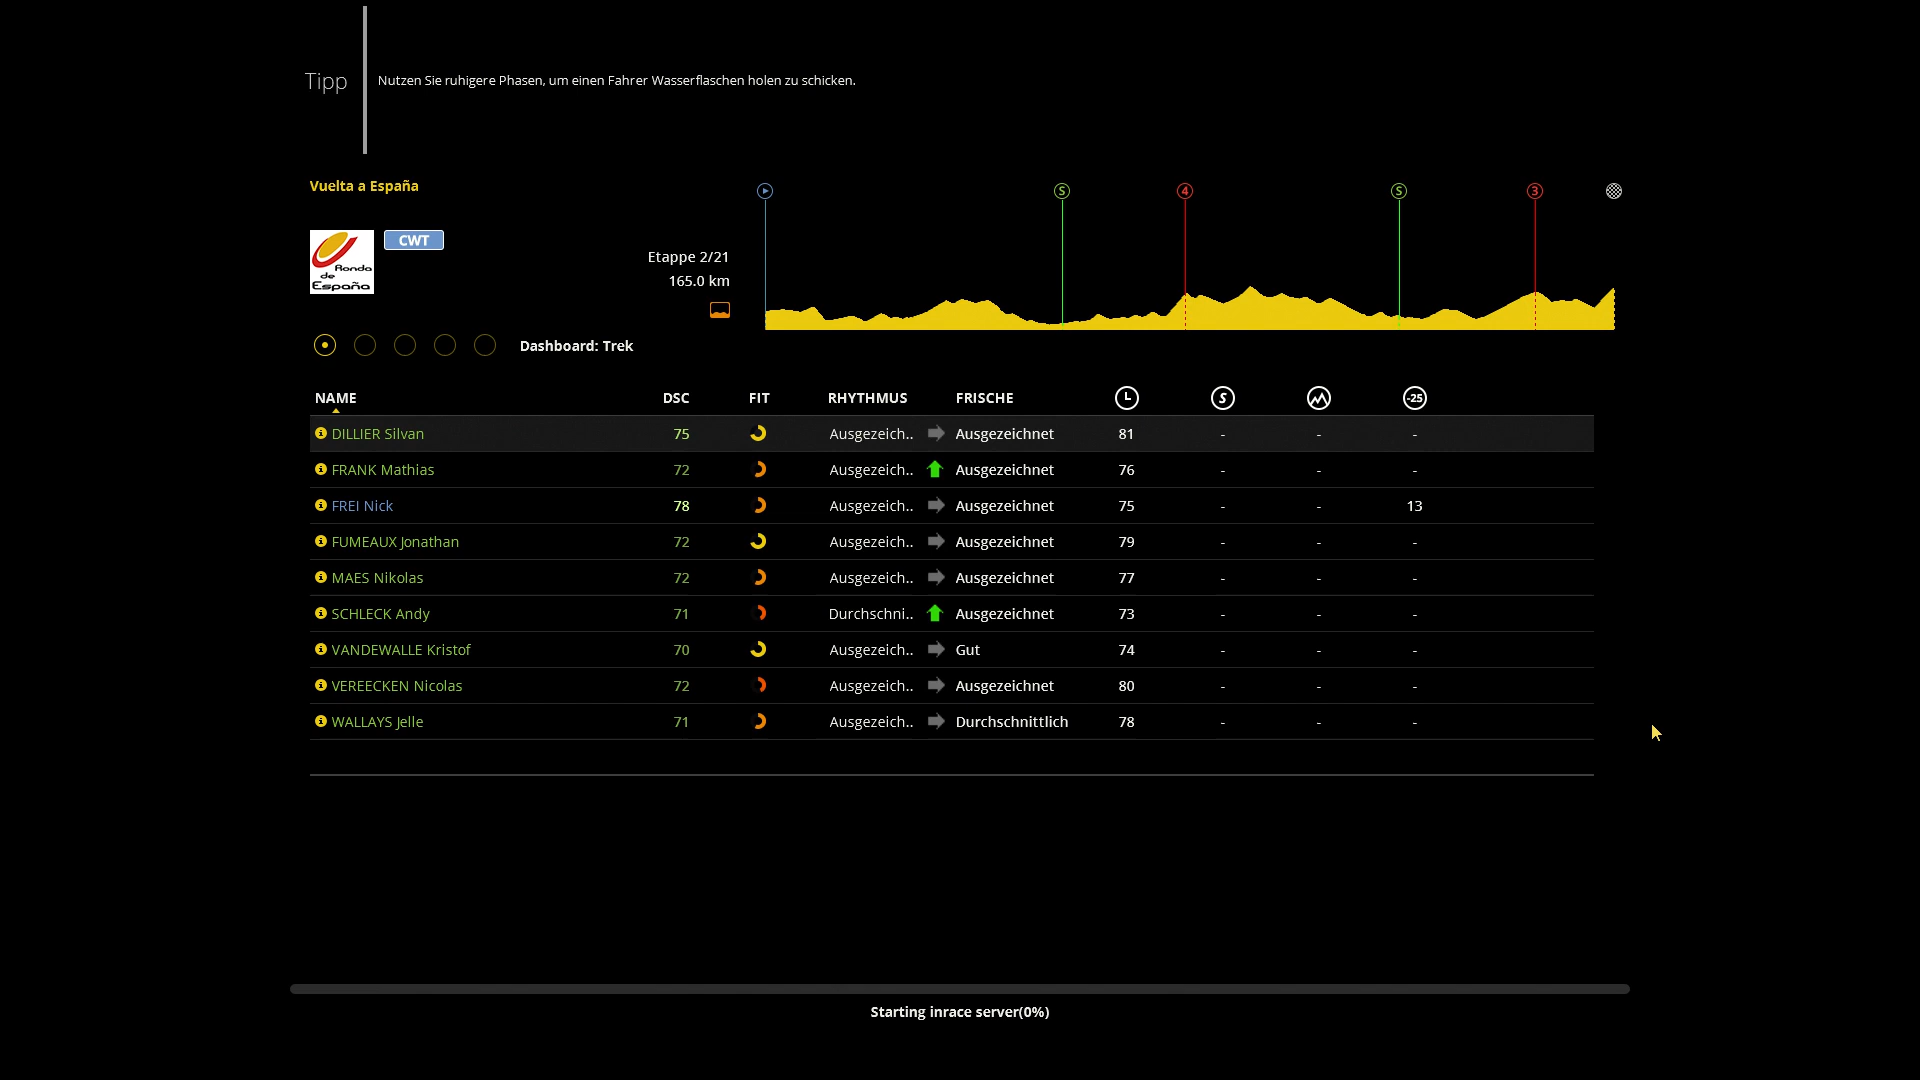 Tipp
Nutzen Sie ruhigere Phasen, um einen Fahrer Wasserflaschen holen zu schicken.
Vuelta a España
S 4 S 3
CWT
Ronda
de
España
Etappe 2/21
165.0 km
Dashboard: Trek
NAME DSC FIT RHYTHMUS FRISCHE S -25
DILLIER Silvan 75 Ausgezeich.. Ausgezeichnet 81 - - -
FRANK Mathias 72 Ausgezeich.. Ausgezeichnet 76 - - -
FREI Nick 78 Ausgezeich.. Ausgezeichnet 75 - - 13
FUMEAUX Jonathan 72 Ausgezeich.. Ausgezeichnet 79 - - -
MAES Nikolas 72 Ausgezeich.. Ausgezeichnet 77 - - -
SCHLECK Andy 71 Durchschni.. Ausgezeichnet 73 - - -
VANDEWALLE Kristof 70 Ausgezeich.. Gut 74 - - -
VEREECKEN Nicolas 72 Ausgezeich.. Ausgezeichnet 80 - - -
WALLAYS Jelle 71 Ausgezeich.. Durchschnittlich 78 - - -
Starting inrace server(0%)